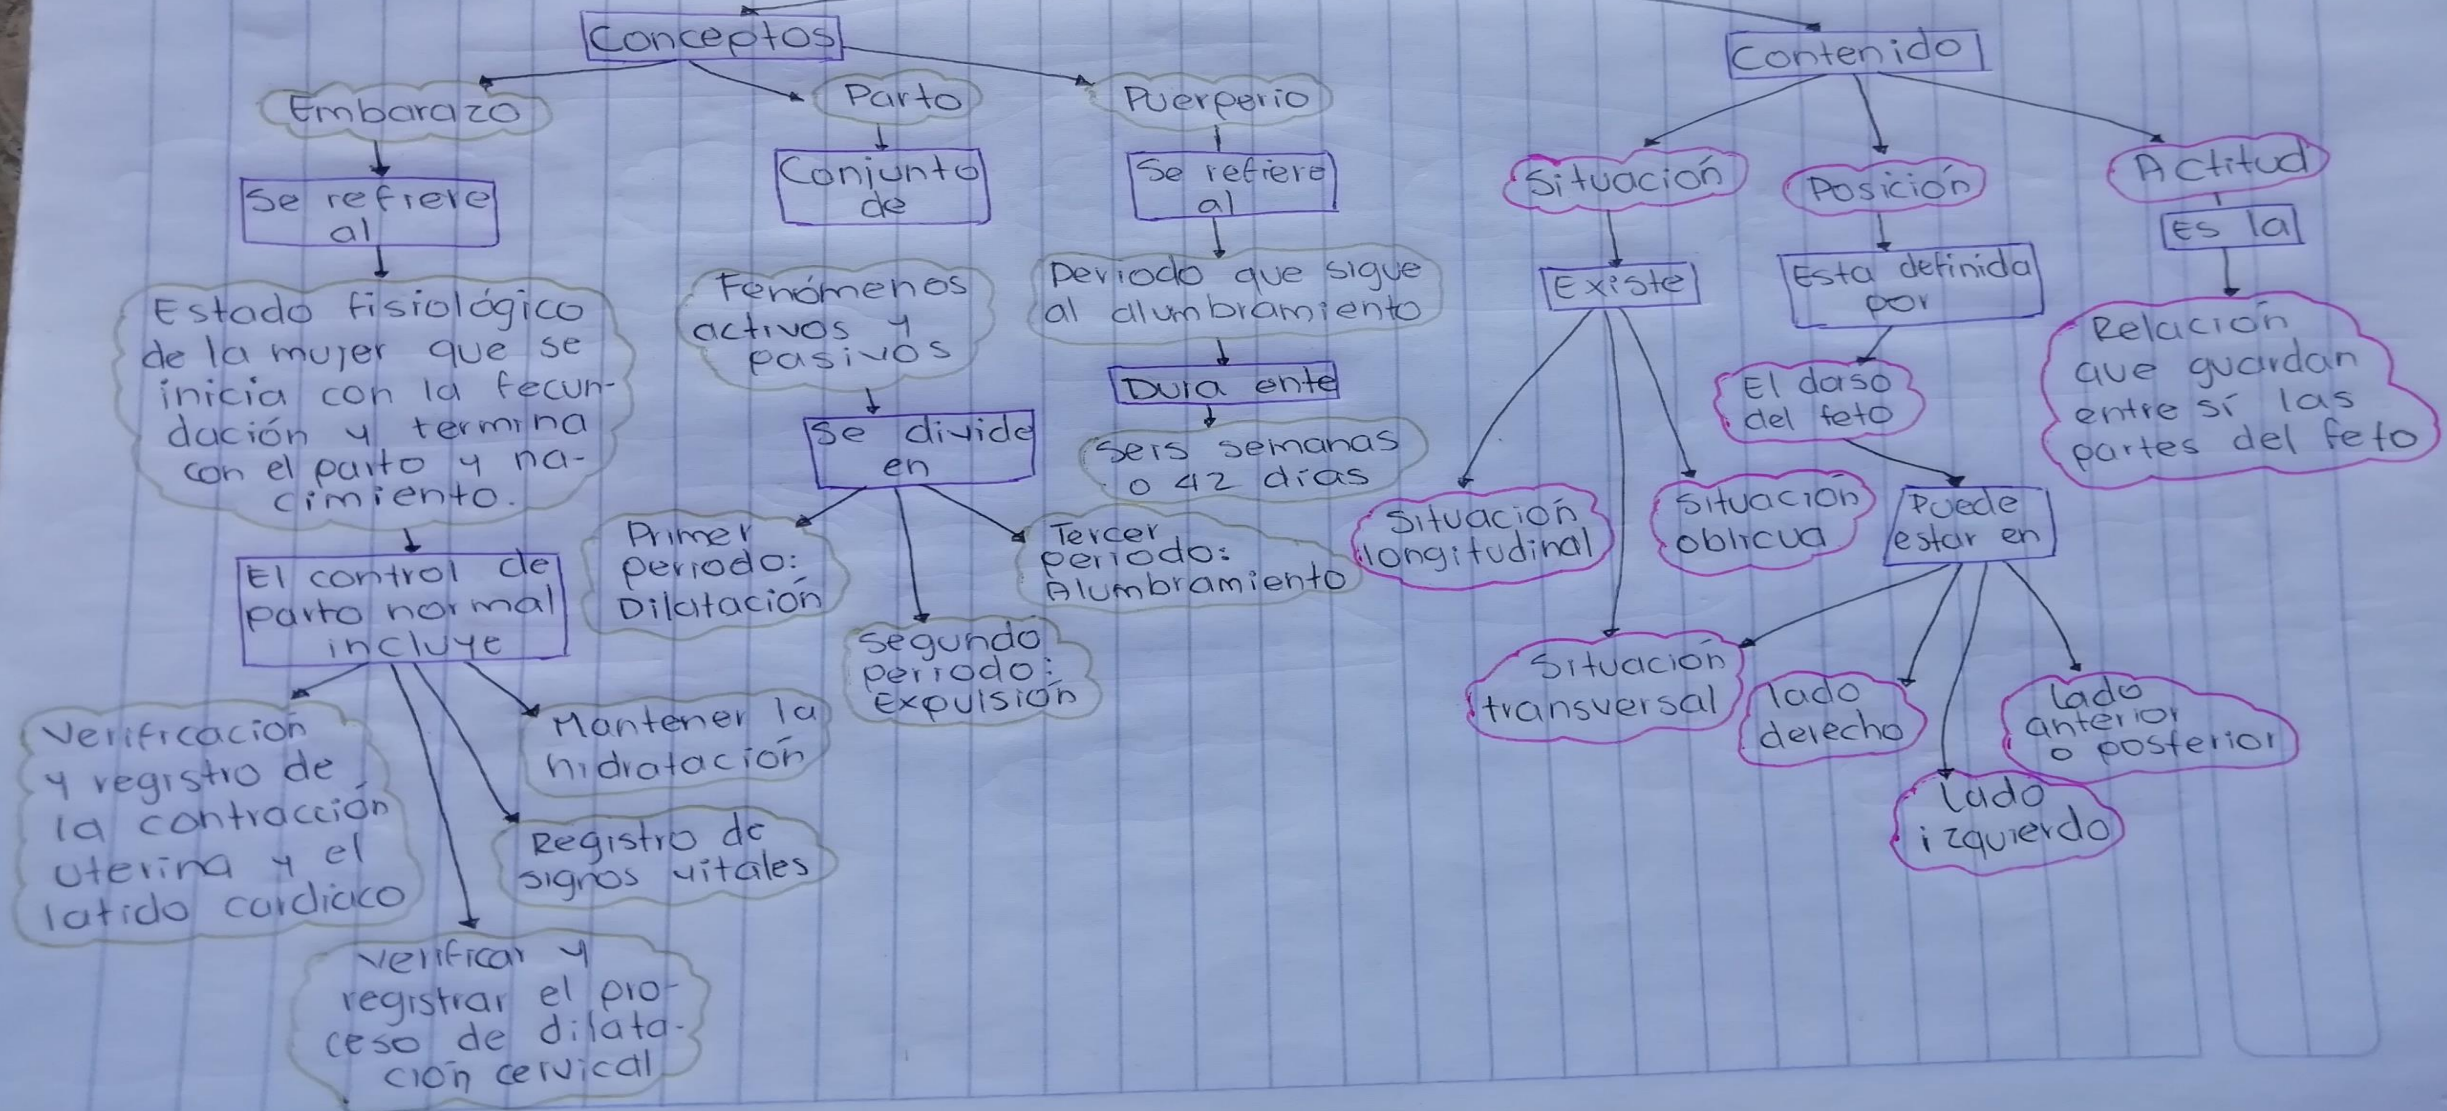 Conceptos
Embarazo
Se refiere
al
Estado fisiológico
de la mujer que se
inicia con la fecun-
dación y termina
con el parto y na-
cimiento.
El control de
parto normal
incluye
Verificación
y registro de
la contracción
uterina y el
latido cardiaco
Verificar y
registrar el pro-
ceso de dilata-
ción cervical
Registro de
signos vitales
Mantener la
hidratación
Parto
Conjunto
de
Fenómenos
activos y
pasivos
Se divide
en
Primer
periodo:
Dilatación
Segundo
periodo:
Expulsión
Tercer
periodo:
Alumbramiento
Puerperio
Se refiere
al
Periodo que sigue
al alumbramiento
Dura ente
Seis semanas
o 42 días
Contenido
Situación
Existe
Situación
longitudinal
Situación
transversal
Situación
oblicua
Posición
Esta definida
por
El daso
del feto
Puede
estar en
lado
derecho
lado
izquierdo
lado
anterior
o posterior
Actitud
Es la
Relación
que guardan
entre sí las
partes del feto